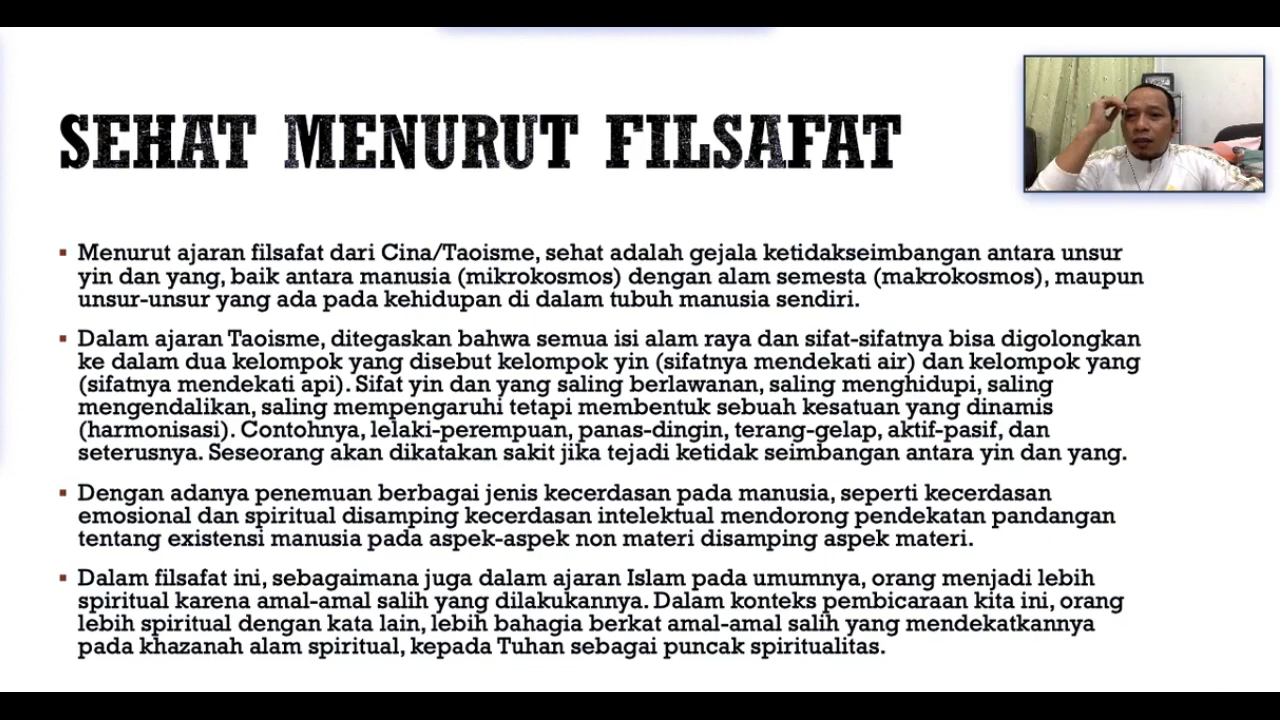 SEHAT MENURUT FILSAFAT
Menurut ajaran filsafat dari Cina/Taoisme, sehat adalah gejala ketidakseimbangan antara unsur
yin dan yang, baik antara manusia (mikrokosmos) dengan alam semesta (makrokosmos), maupun
unsur-unsur yang ada pada kehidupan di dalam tubuh manusia sendiri.
Dalam ajaran Taoisme, ditegaskan bahwa semua isi alam raya dan sifat-sifatnya bisa digolongkan
ke dalam dua kelompok yang disebut kelompok yin (sifatnya mendekati air) dan kelompok yang
(sifatnya mendekati api). Sifat yin dan yang saling berlawanan, saling menghidupi, saling
mengendalikan, saling mempengaruhi tetapi membentuk sebuah kesatuan yang dinamis
(harmonisasi). Contohnya, lelaki-perempuan, panas-dingin, terang-gelap, aktif-pasif, dan
seterusnya. Seseorang akan dikatakan sakit jika tejadi ketidak seimbangan antara yin dan yang.
Dengan adanya penemuan berbagai jenis kecerdasan pada manusia, seperti kecerdasan
emosional dan spiritual disamping kecerdasan intelektual mendorong pendekatan pandangan
tentang existensi manusia pada aspek-aspek non materi disamping aspek materi.
Dalam filsafat ini, sebagaimana juga dalam ajaran Islam pada umumnya, orang menjadi lebih
spiritual karena amal-amal salih yang dilakukannya. Dalam konteks pembicaraan kita ini, orang
lebih spiritual dengan kata lain, lebih bahagia berkat amal-amal salih yang mendekatkannya
pada khazanah alam spiritual, kepada Tuhan sebagai puncak spiritualitas.